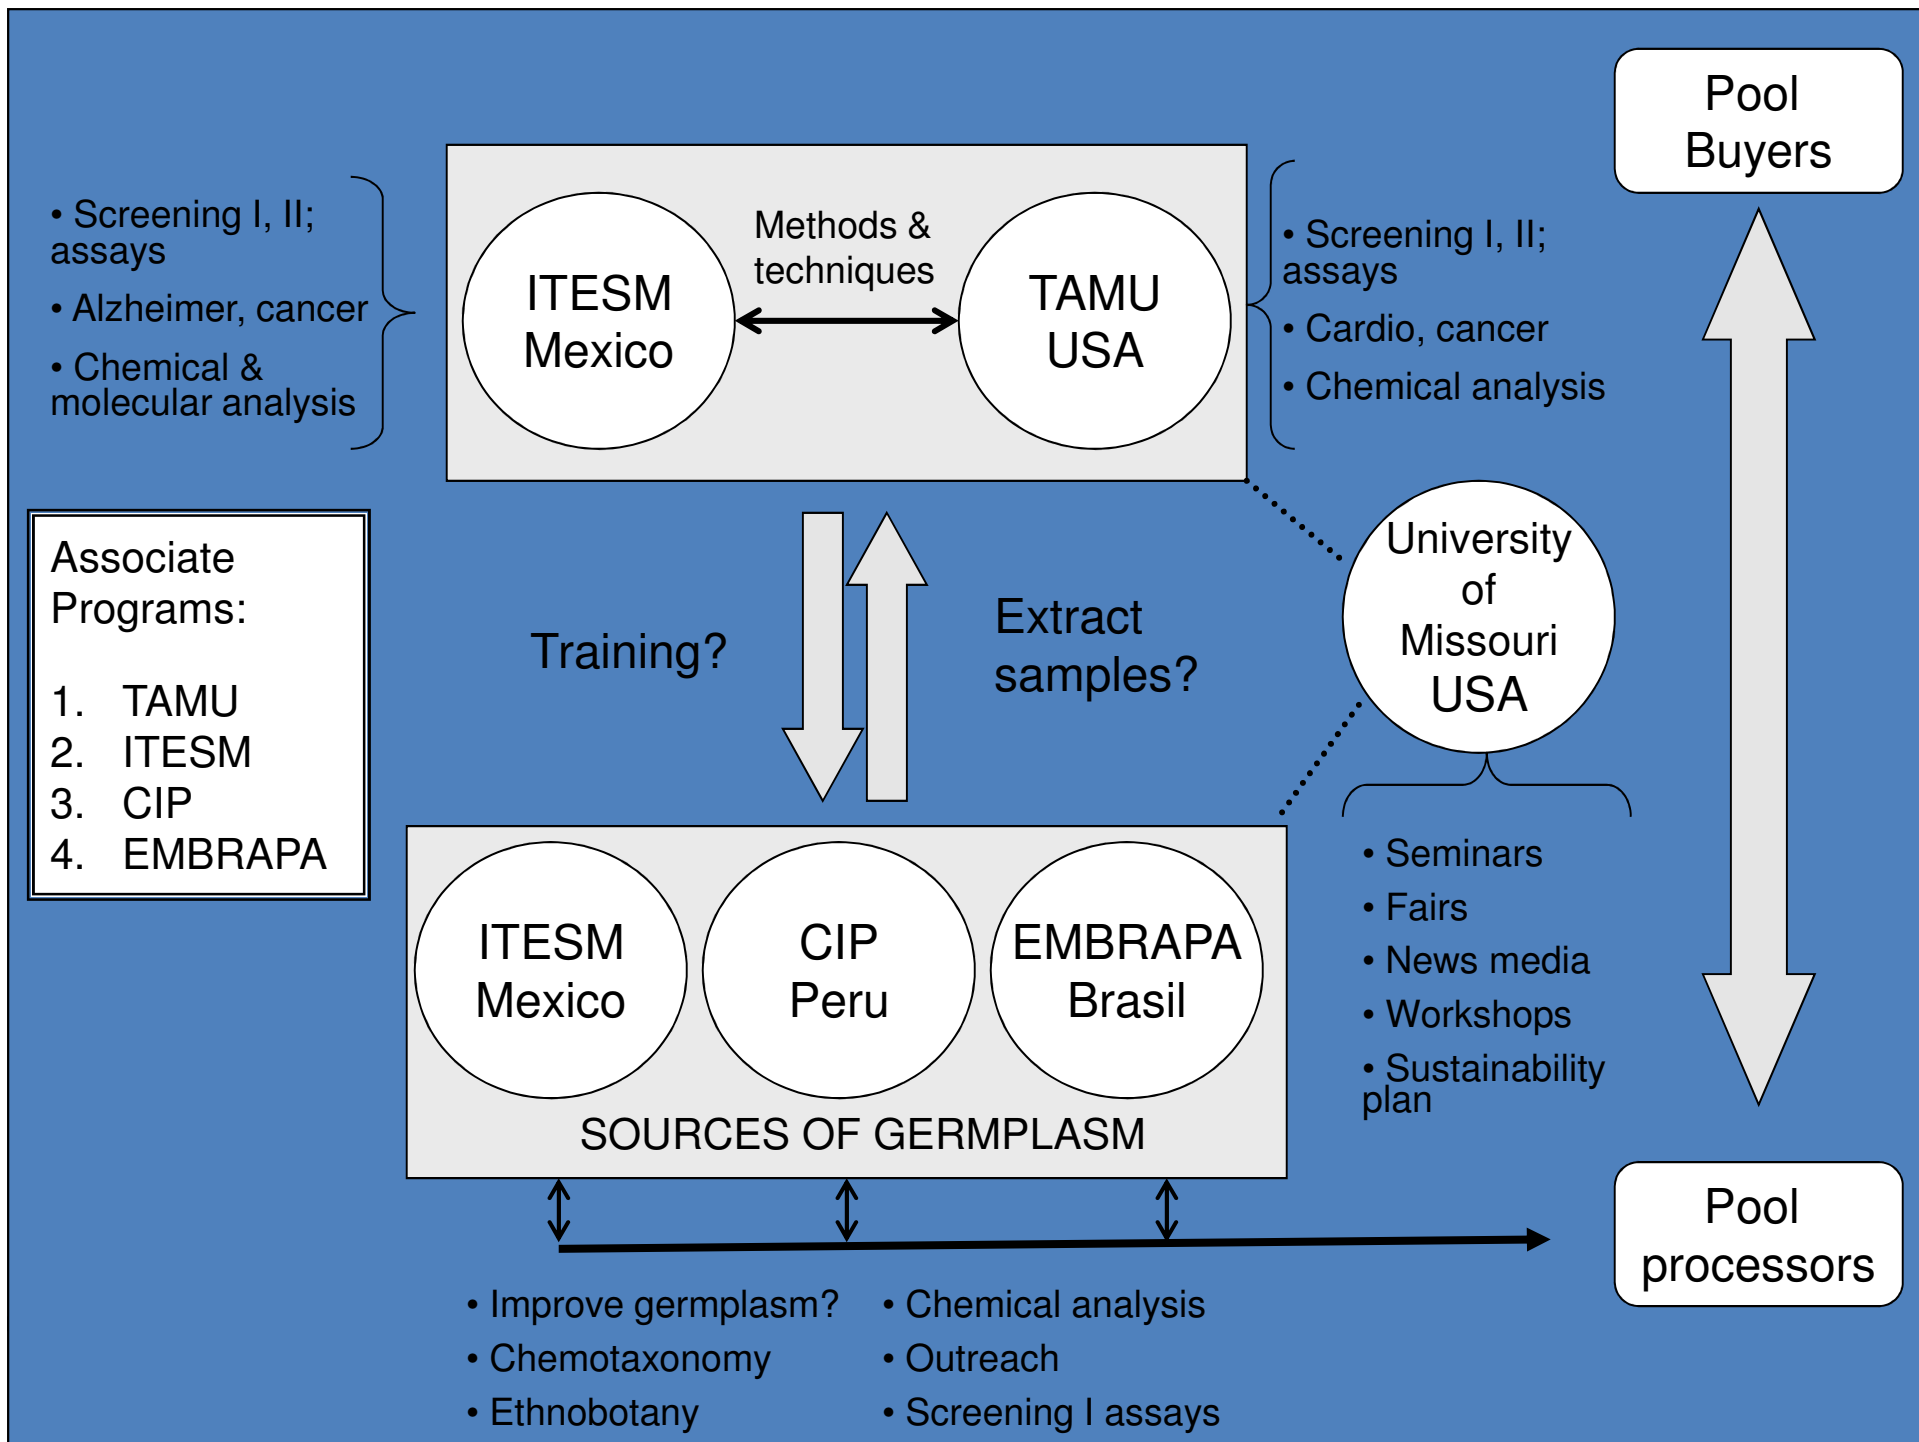 Pool
Buyers
• Screening I, II;
assays
• Alzheimer, cancer
• Chemical &
molecular analysis
ITESM
Mexico
Methods &
techniques
TAMU
USA
• Screening I, II;
assays
• Cardio, cancer
• Chemical analysis
Associate
Programs:
1. TAMU
2. ITESM
3. CIP
4. EMBRAPA
Training?
Extract
samples?
University
of
Missouri
USA
• Seminars
• Fairs
• News media
• Workshops
• Sustainability
plan
ITESM
Mexico
CIP
Peru
EMBRAPA
Brasil
SOURCES OF GERMPLASM
Pool
processors
• Improve germplasm?
• Chemotaxonomy
• Ethnobotany
• Chemical analysis
• Outreach
• Screening I assays